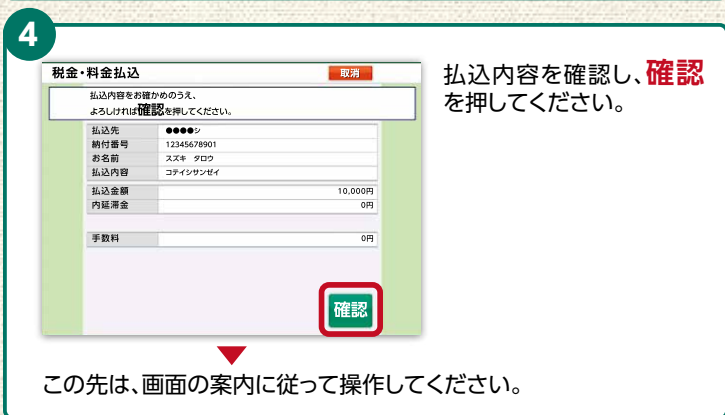 4
税金・料金払込
取消
払込内容をお確かめのうえ、
よろしければ確認を押してください。
払込先 ●●●●シ
納付番号 12345678901
お名前 スズキ タロウ
払込内容 コテイシサンゼイ
払込金額 10,000円
内延滞金 0円
手数料 0円
確認
払込内容を確認し、確認
を押してください。
この先は、画面の案内に従って操作してください。